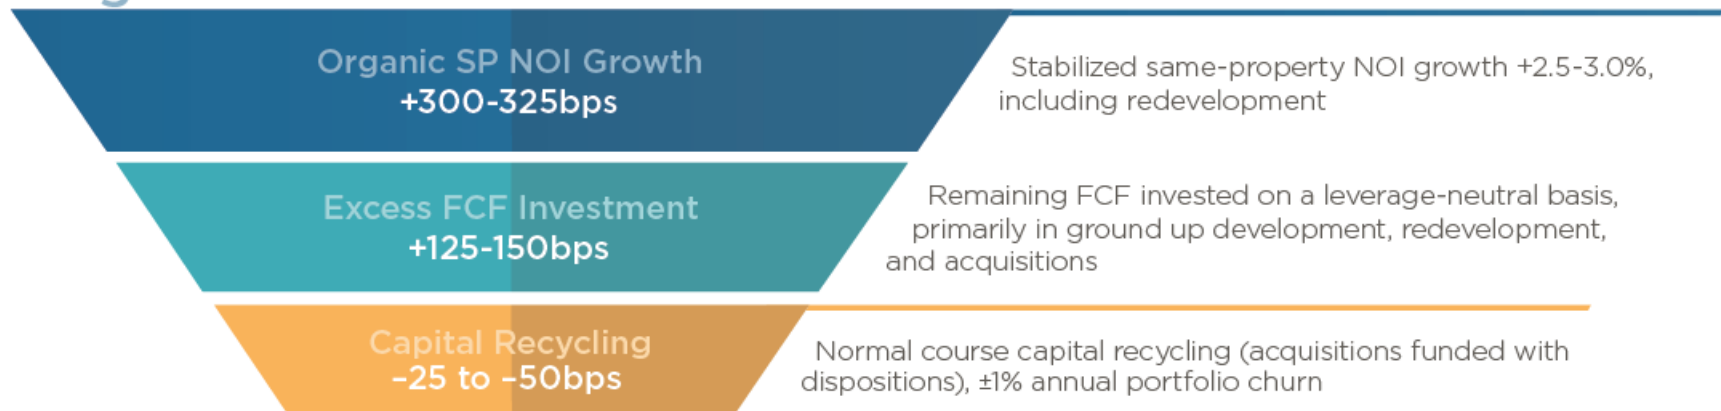 Organic SP NOI Growth
+300-325bps
Stabilized same-property NOI growth +2.5-3.0%,
including redevelopment
Excess FCF Investment
+125-150bps
Remaining FCF invested on a leverage-neutral basis,
primarily in ground up development, redevelopment,
and acquisitions
Capital Recycling
–25 to –50bps
Normal course capital recycling (acquisitions funded with
dispositions), ±1% annual portfolio churn